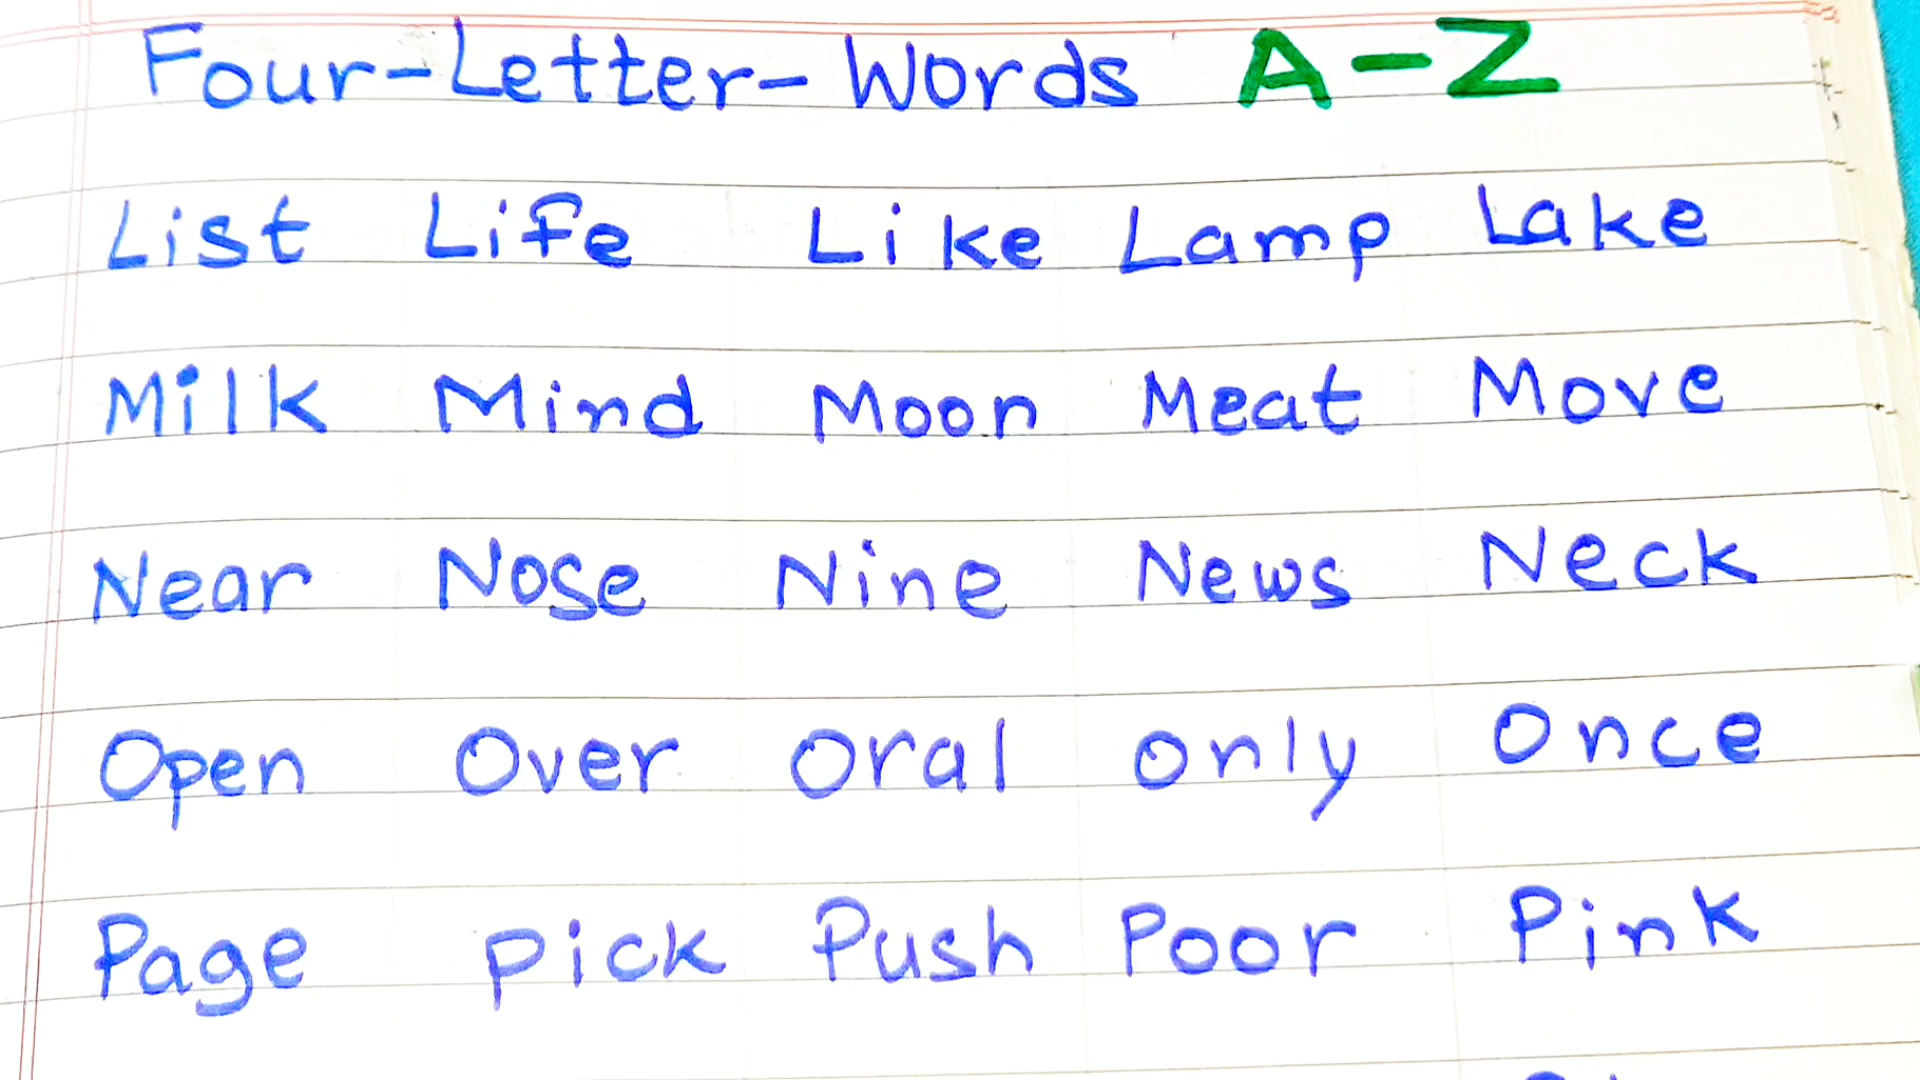 Four-Letter-Words A-Z
List Life Like Lamp Lake
Milk Mind Moon Meat Move
Near Nose Nine News Neck
Open Over Oral only Once
Page pick Push Poor Pink